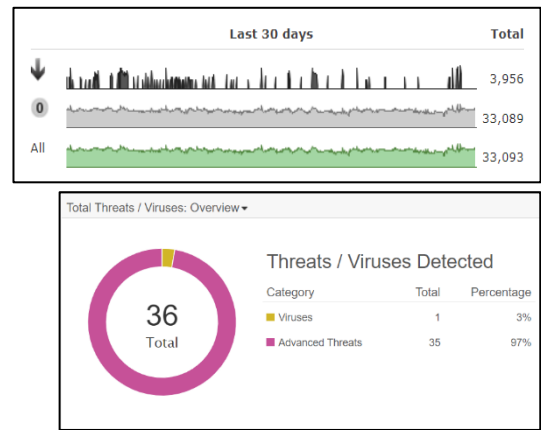 Last 30 days Total
3,956
0 33,089
All 33,093
Total Threats / Viruses: Overview
Threats / Viruses Detected
Category Total Percentage
Viruses 1 3%
Advanced Threats 35 97%
36
Total